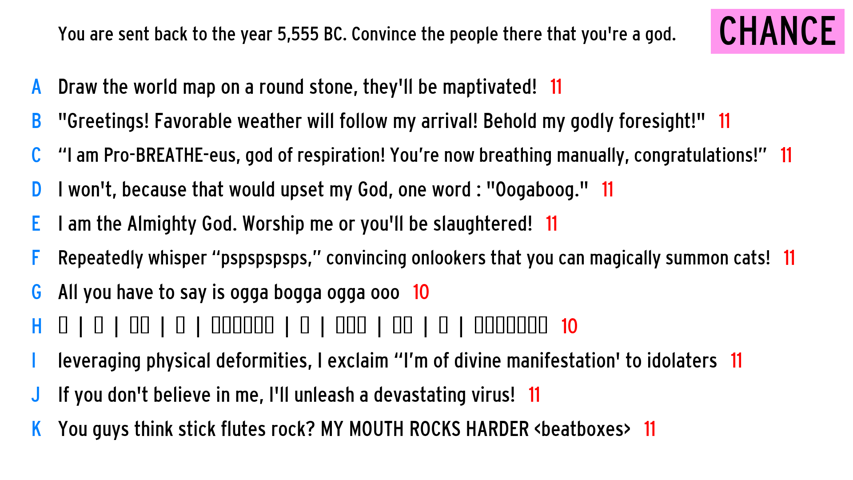 You are sent back to the year 5,555 BC. Convince the people there that you're a god.
CHANCE
A Draw the world map on a round stone, they'll be maptivated! 11
B "Greetings! Favorable weather will follow my arrival! Behold my godly foresight!" 11
C “I am Pro-BREATHE-eus, god of respiration! You’re now breathing manually, congratulations!” 11
D I won't, because that would upset my God, one word : "Oogaboog." 11
E I am the Almighty God. Worship me or you'll be slaughtered! 11
F Repeatedly whisper “pspspspsps,” convincing onlookers that you can magically summon cats! 11
G All you have to say is ogga bogga ogga ooo 10
H ▯ | ▯ | ▯▯ | ▯ | ▯▯▯▯▯▯ | ▯ | ▯▯▯ | ▯▯ | ▯ | ▯▯▯▯▯▯▯ 10
I leveraging physical deformities, I exclaim “I’m of divine manifestation' to idolaters 11
J If you don't believe in me, I'll unleash a devastating virus! 11
K You guys think stick flutes rock? MY MOUTH ROCKS HARDER <beatboxes> 11